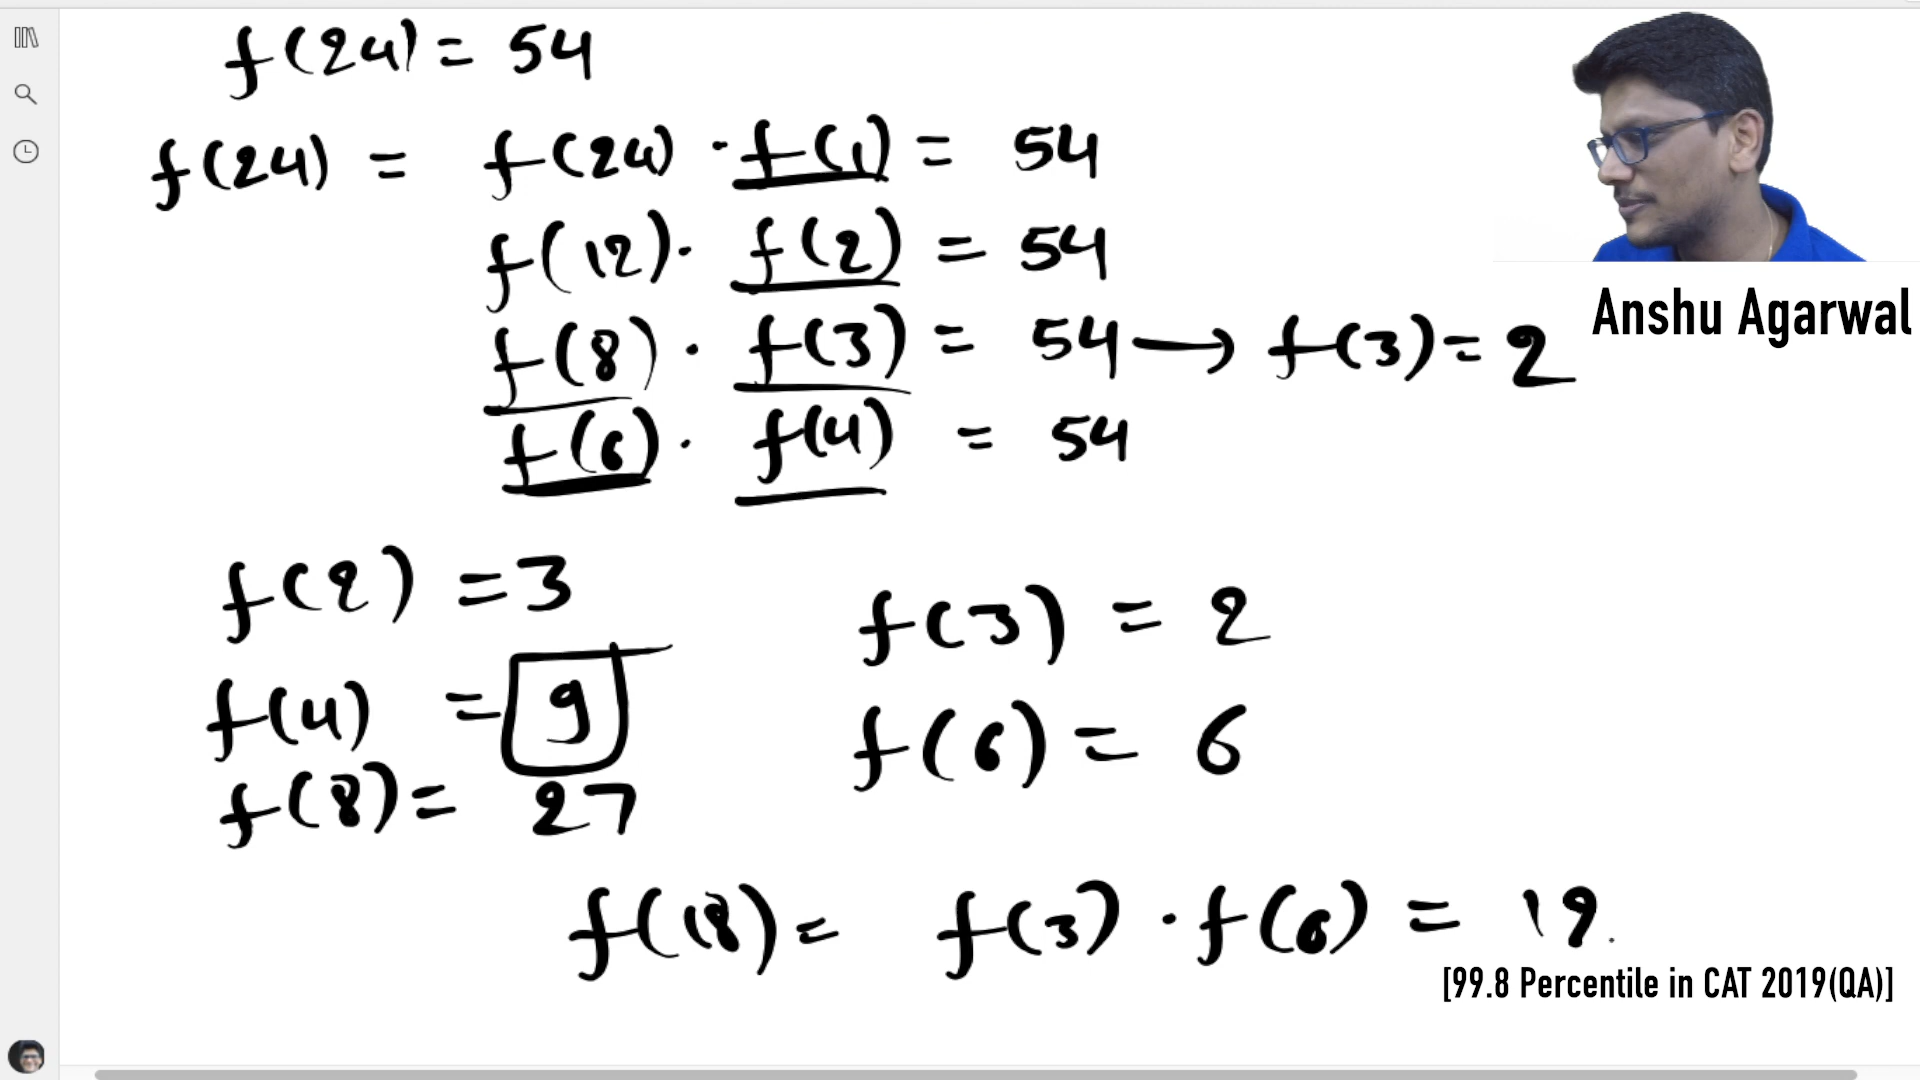 f(24) = 54
f(24) = f(24) · f(1) = 54
f(12) · f(2) = 54
f(8) · f(3) = 54 → f(3) = 2
f(6) · f(4) = 54
Anshu Agarwal
f(2) = 3
f(3) = 2
f(4) = 9
f(6) = 6
f(8) = 27
f(18) = f(3) · f(6) = 12
[99.8 Percentile in CAT 2019(QA)]